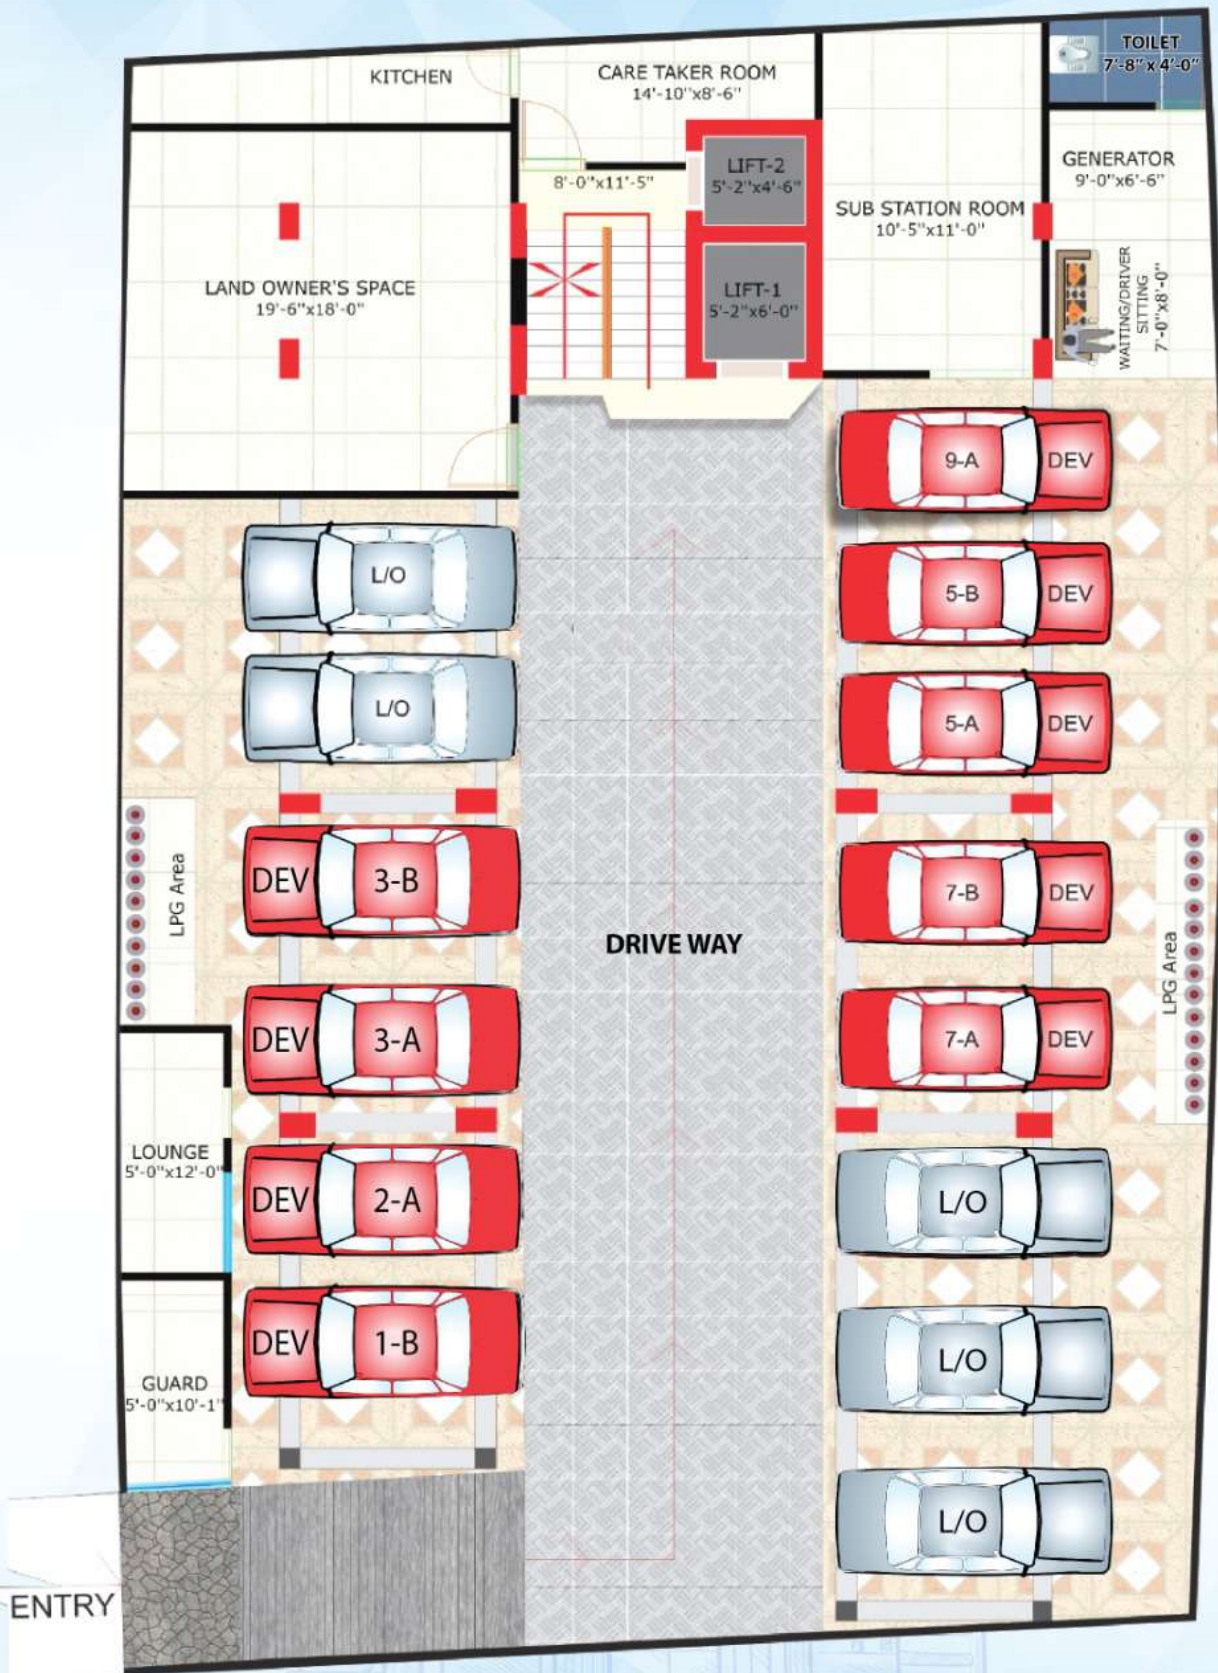 KITCHEN
CARE TAKER ROOM
14'-10"x8'-6"
TOILET
7'-8" x 4'-0"
LIFT-2
5'-2"x4'-6"
8'-0"x11'-5"
GENERATOR
9'-0"x6'-6"
SUB STATION ROOM
10'-5"x11'-0"
LAND OWNER'S SPACE
19'-6"x18'-0"
LIFT-1
5'-2"x6'-0"
WAITING/DRIVER
SITTING
7'-0"x8'-0"
9-A DEV
L/O
5-B DEV
L/O
5-A DEV
DEV 3-B
7-B DEV
LPG Area
DRIVE WAY
LPG Area
DEV 3-A
7-A DEV
LOUNGE
5'-0"x12'-0"
DEV 2-A
L/O
DEV 1-B
L/O
GUARD
5'-0"x10'-1"
L/O
ENTRY